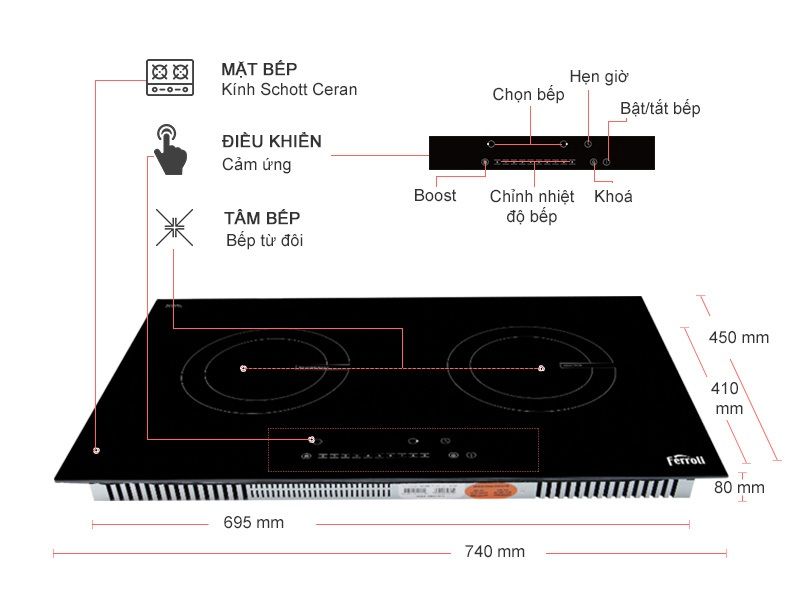 MẶT BẾP
Kính Schott Ceran
ĐIỀU KHIỂN
Cảm ứng
TÂM BẾP
Bếp từ đôi
Hẹn giờ
Chọn bếp
Bật/tắt bếp
Boost
Chỉnh nhiệt
độ bếp
Khoá
450 mm
410
mm
Ferroli
80 mm
695 mm
740 mm